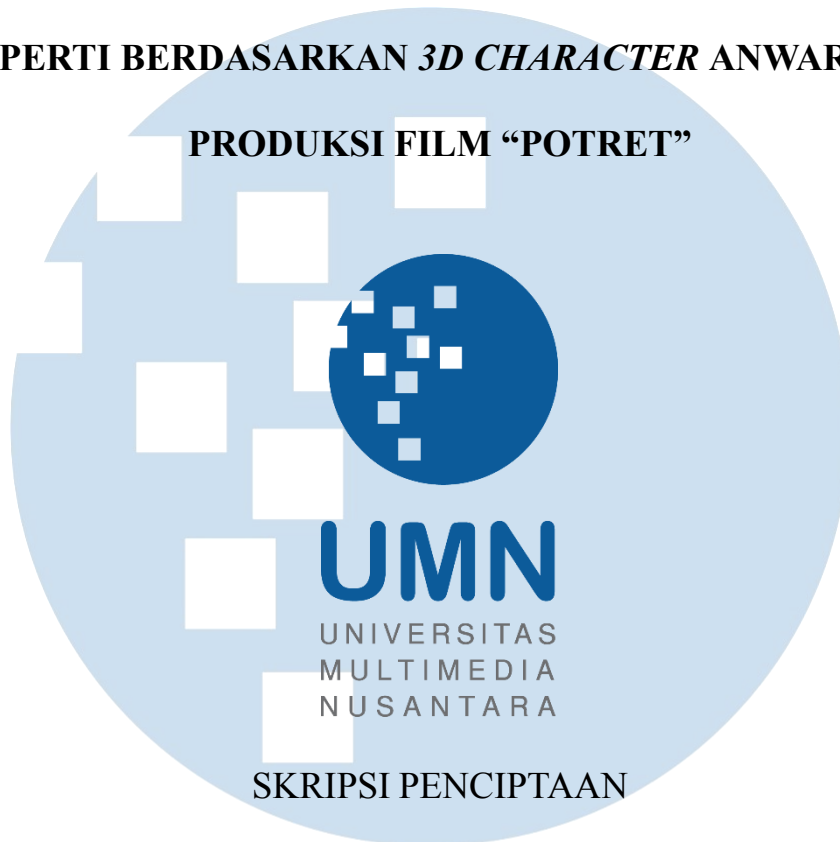 PERTI BERDASARKAN 3D CHARACTER ANWAR
PRODUKSI FILM “POTRET”
UMN
UNIVERSITAS
MULTIMEDIA
NUSANTARA
SKRIPSI PENCIPTAAN